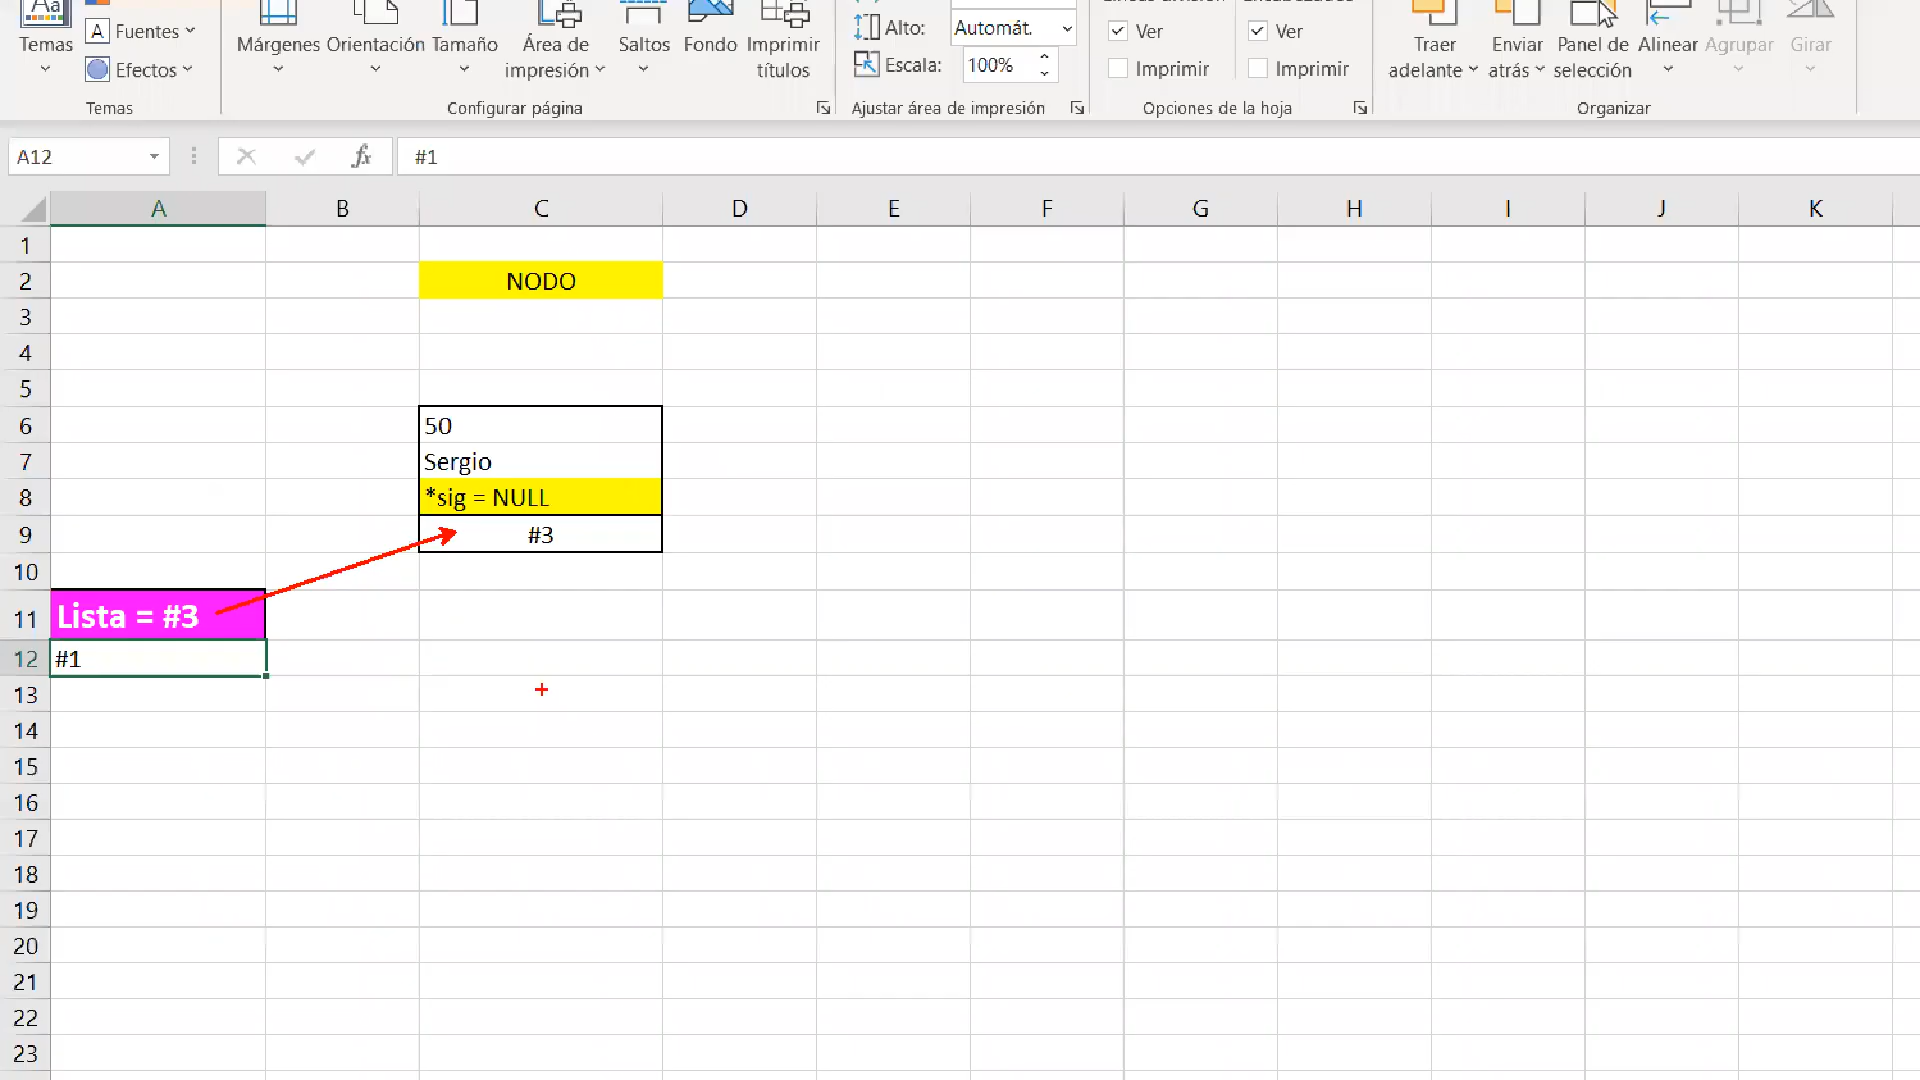 Aa
Temas
A Fuentes
Efectos
Temas
Márgenes
Orientación
Tamaño
Área de
impresión
Saltos
Fondo
Imprimir
títulos
Configurar página
Alto: Automát.
Escala: 100%
Ajustar área de impresión
Ver
Imprimir
Ver
Imprimir
Opciones de la hoja
Traer
adelante
Enviar
atrás
Panel de
selección
Alinear
Agrupar
Girar
Organizar
A12
fx
#1
A B C D E F G H I J K
1
2 NODO
3
4
5
6 50
7 Sergio
8 *sig = NULL
9 #3
10
11 Lista = #3
12 #1
13
14
15
16
17
18
19
20
21
22
23